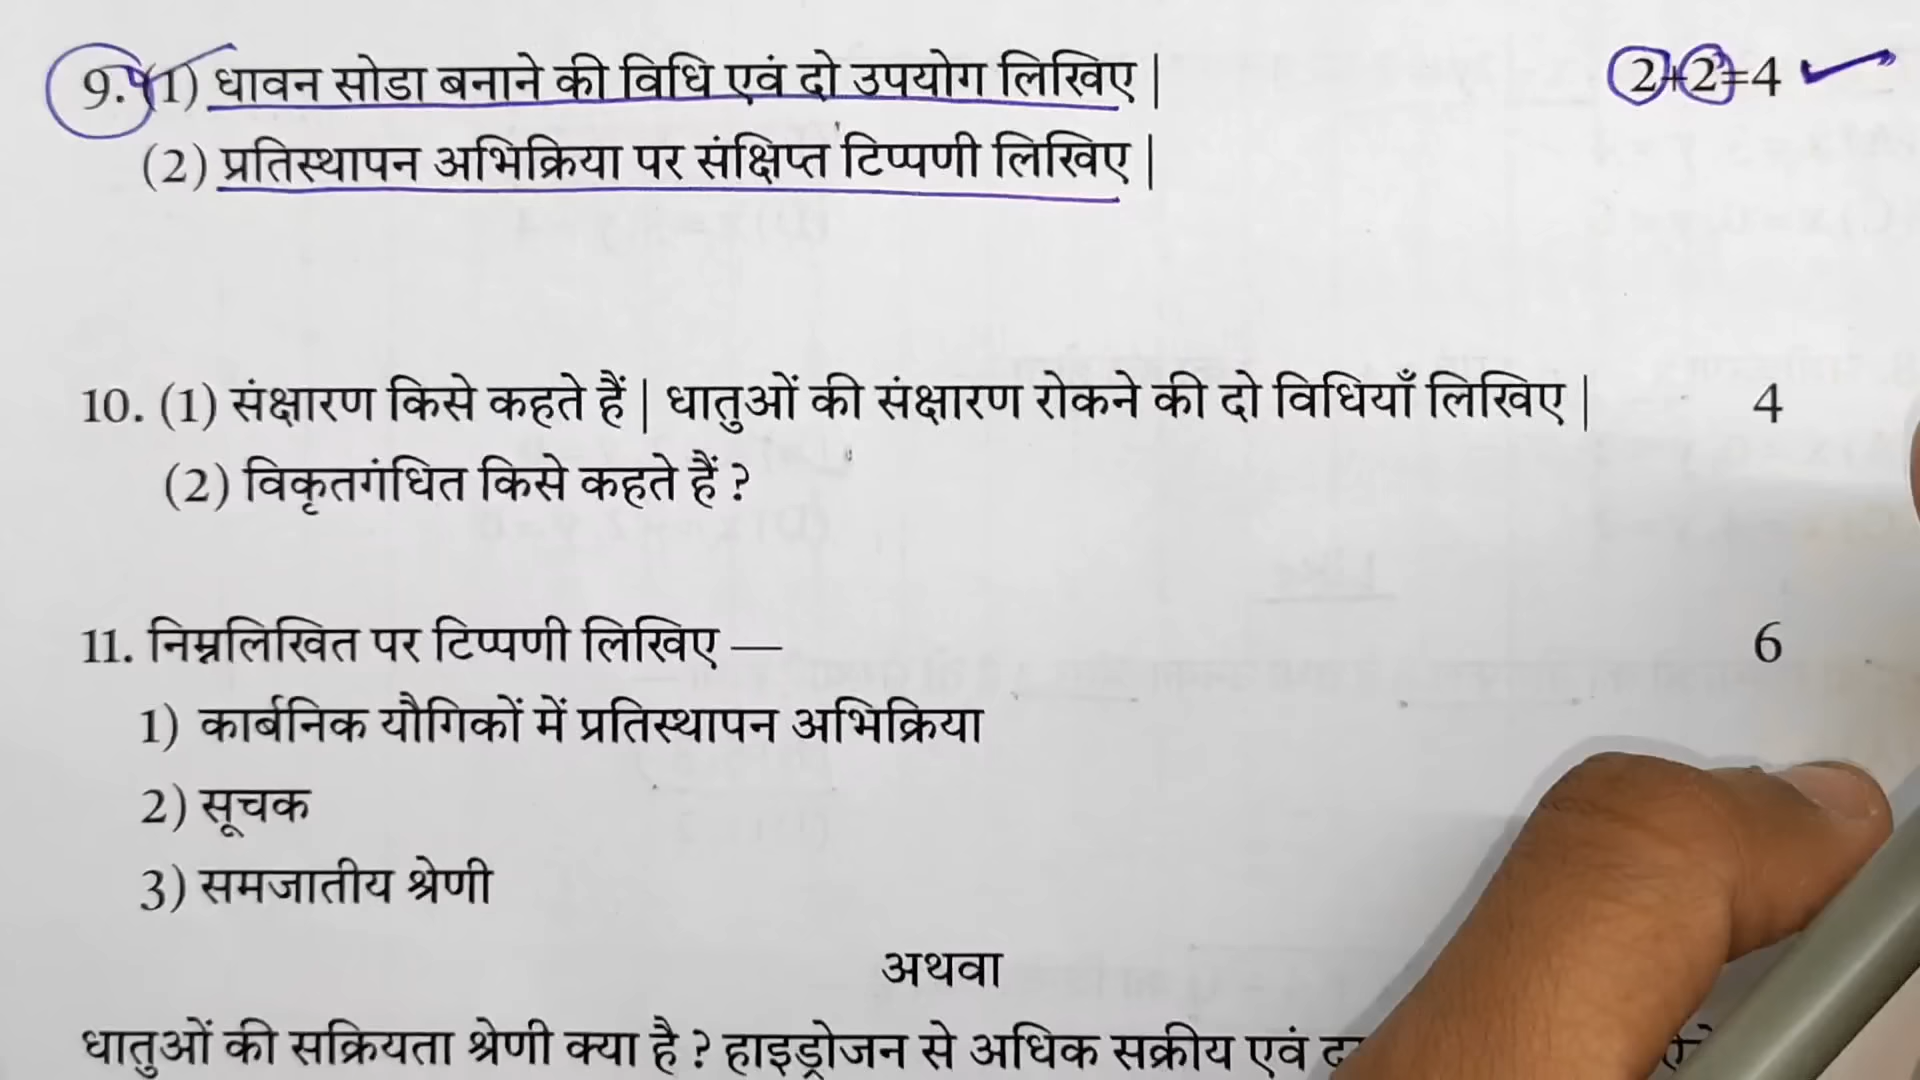 9. (1) धावन सोडा बनाने की विधि एवं दो उपयोग लिखिए | 2+2=4
(2) प्रतिस्थापन अभिक्रिया पर संक्षिप्त टिप्पणी लिखिए |
10. (1) संक्षारण किसे कहते हैं | धातुओं की संक्षारण रोकने की दो विधियाँ लिखिए | 4
(2) विकृतगंधित किसे कहते हैं ?
11. निम्नलिखित पर टिप्पणी लिखिए — 6
1) कार्बनिक यौगिकों में प्रतिस्थापन अभिक्रिया
2) सूचक
3) समजातीय श्रेणी
अथवा
धातुओं की सक्रियता श्रेणी क्या है ? हाइड्रोजन से अधिक सक्रीय एवं